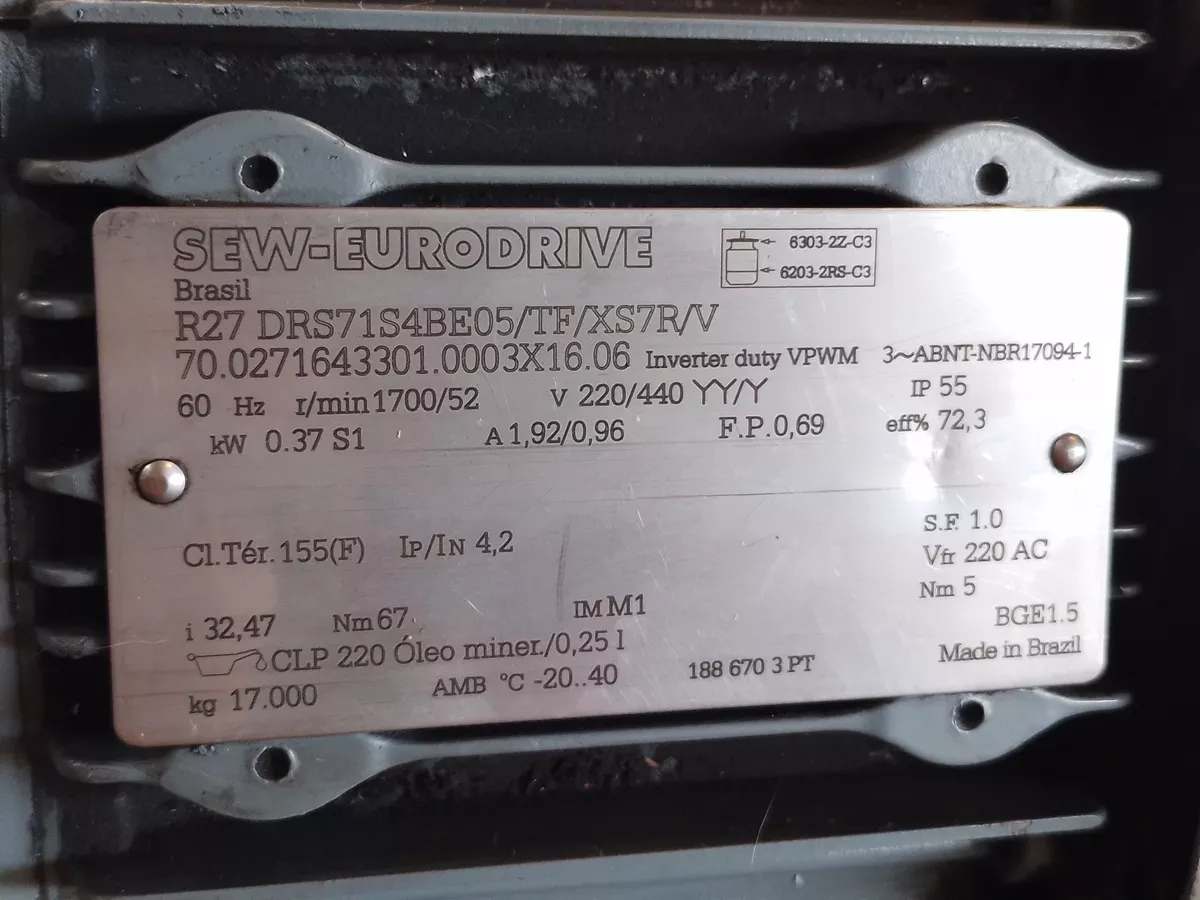 SEW-EURODRIVE
Brasil
6303-2Z-C3
6203-2RS-C3
R27 DRS71S4BE05/TF/XS7R/V
70.0271643301.0003X16.06 Inverter duty VPWM 3~ABNT-NBR17094-1
60 Hz r/min 1700/52 V 220/440 YY/Y IP 55
kW 0.37 S1 A 1,92/0,96 F.P.0,69 eff% 72,3
S.F. 1.0
Cl.Tér. 155(F) IP/IN 4,2 Vfr 220 AC
Nm 5
i 32,47 Nm 67 IM M1 BGE1.5
CLP 220 Óleo miner./0,25 l Made in Brazil
kg 17.000 AMB °C -20..40 188 670 3 PT